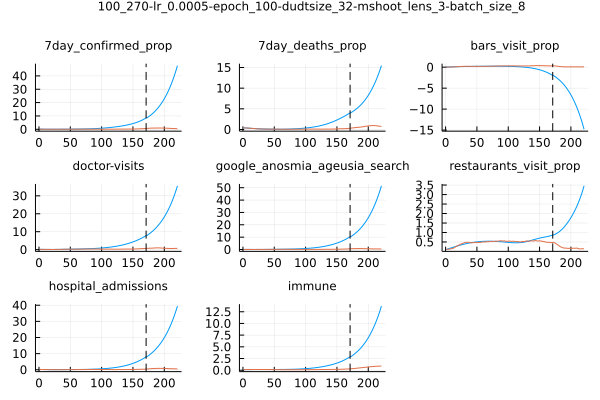 100_270-lr_0.0005-epoch_100-dudtsize_32-mshoot_lens_3-batch_size_8
7day_confirmed_prop
40
30
20
10
0
0 50 100 150 200
7day_deaths_prop
15
10
5
0
0 50 100 150 200
bars_visit_prop
0
−5
−10
−15
0 50 100 150 200
doctor-visits
30
20
10
0
0 50 100 150 200
google_anosmia_ageusia_search
50
40
30
20
10
0
0 50 100 150 200
restaurants_visit_prop
3.5
3.0
2.5
2.0
1.5
1.0
0.5
0 50 100 150 200
hospital_admissions
40
30
20
10
0
0 50 100 150 200
immune
12.5
10.0
7.5
5.0
2.5
0.0
0 50 100 150 200